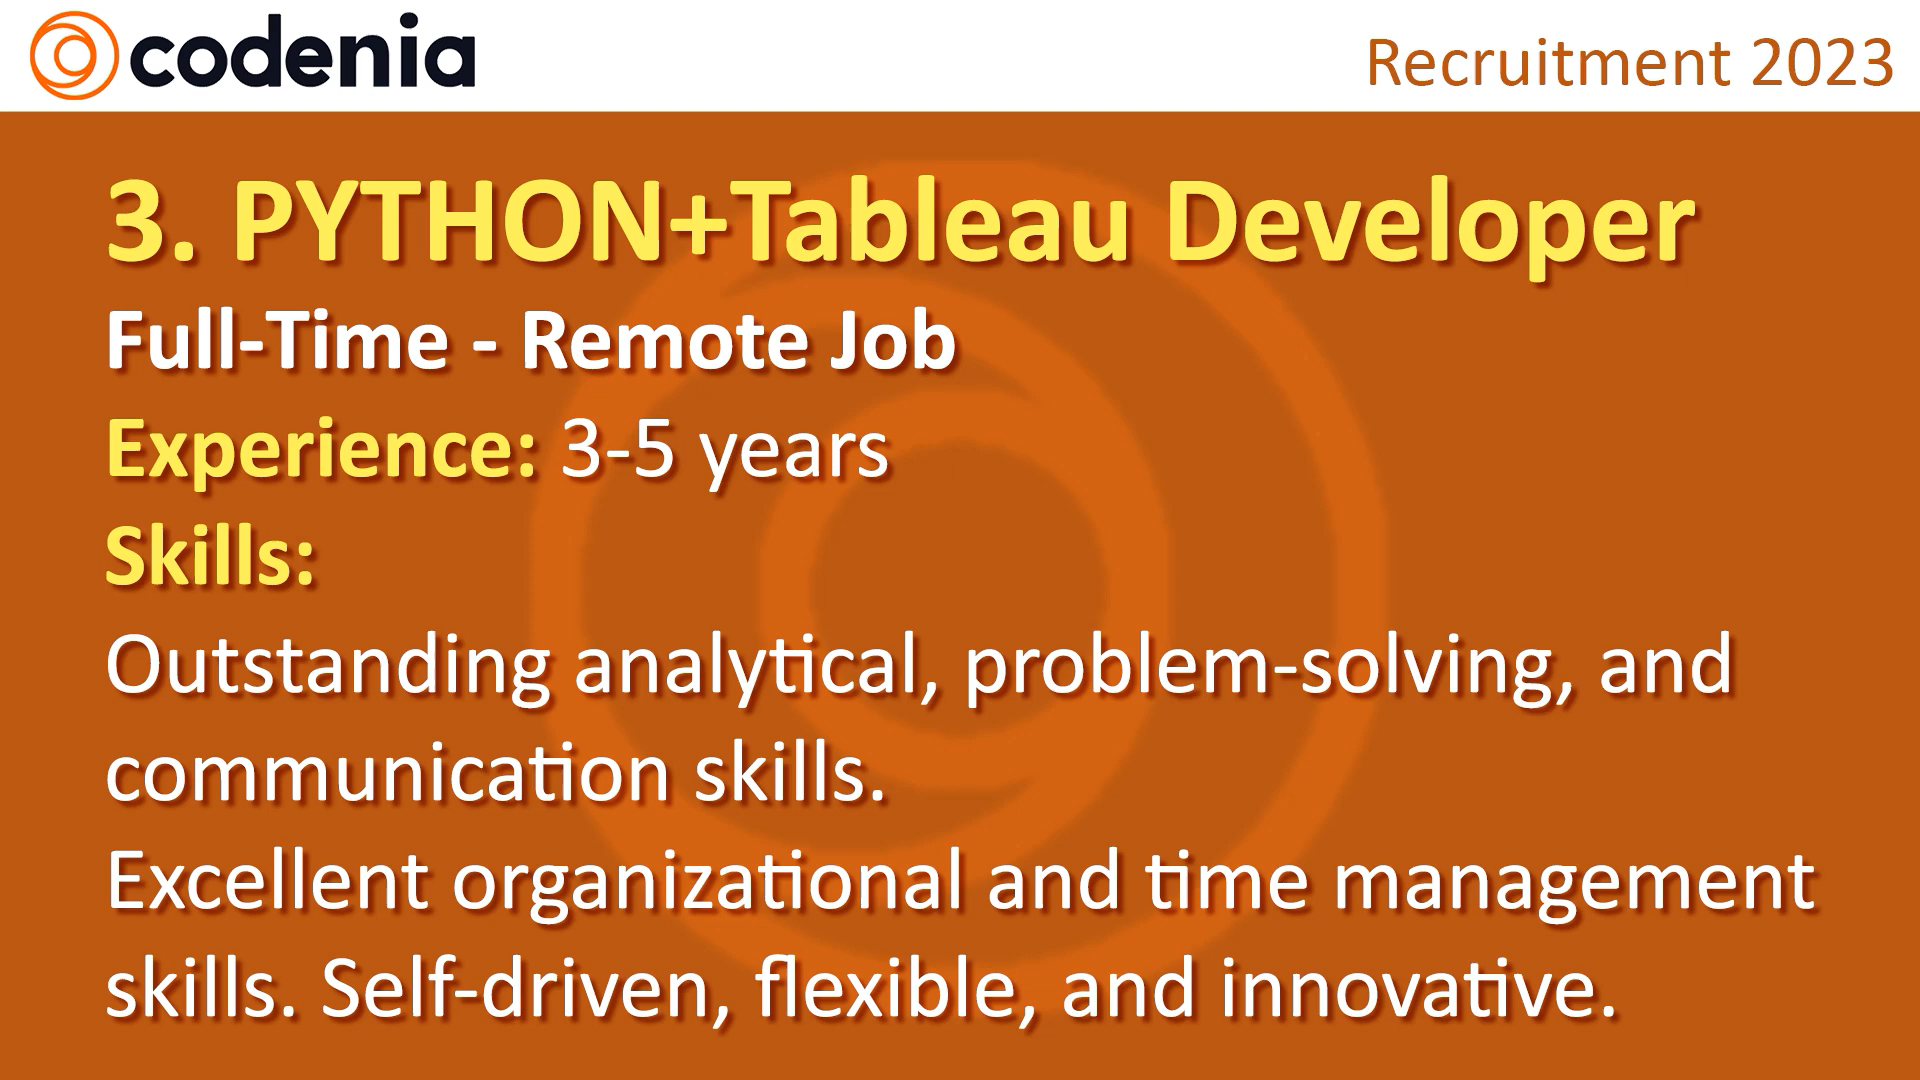 codenia
Recruitment 2023
3. PYTHON+Tableau Developer
Full-Time - Remote Job
Experience: 3-5 years
Skills:
Outstanding analytical, problem-solving, and
communication skills.
Excellent organizational and time management
skills. Self-driven, flexible, and innovative.